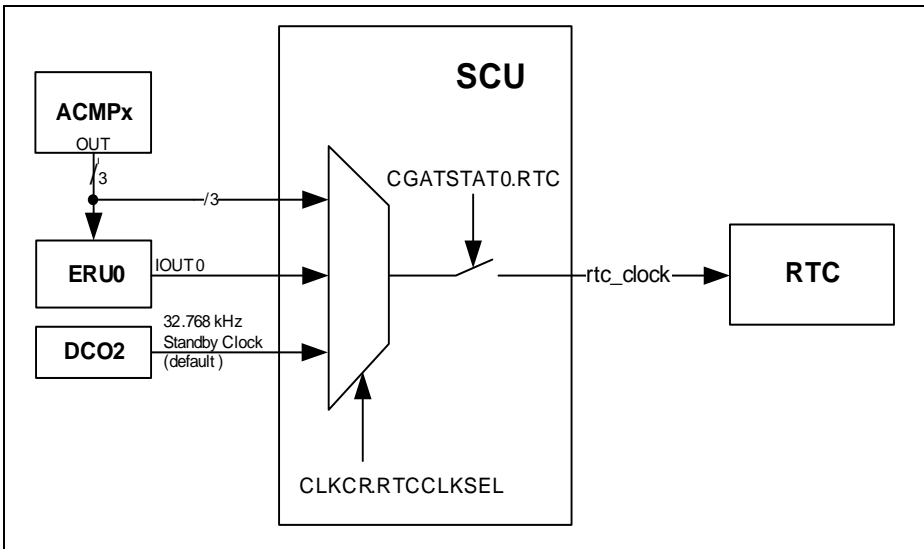 SCU
ACMPx
OUT
/3
CGATSTAT0.RTC
/3
ERU0
IOUT0
rtc_clock
RTC
DCO2
32.768 kHz
Standby Clock
(default )
CLKCR.RTCCLKSEL